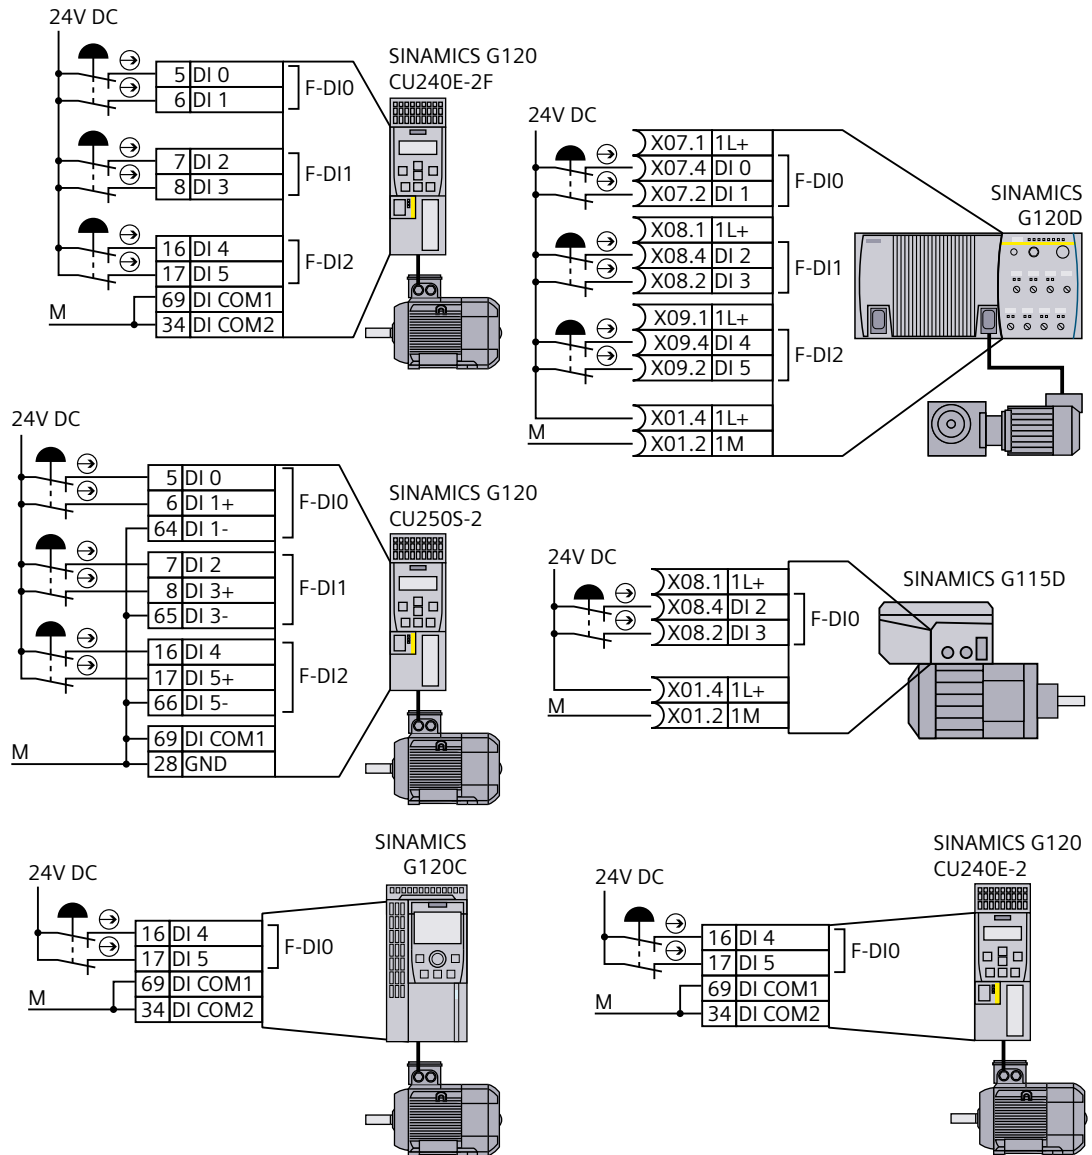 24V DC
SINAMICS G120
CU240E-2F
5 DI 0
6 DI 1
F-DI0
7 DI 2
8 DI 3
F-DI1
16 DI 4
17 DI 5
F-DI2
69 DI COM1
34 DI COM2
M
24V DC
X07.1 1L+
X07.4 DI 0
X07.2 DI 1
F-DI0
X08.1 1L+
X08.4 DI 2
X08.2 DI 3
F-DI1
X09.1 1L+
X09.4 DI 4
X09.2 DI 5
F-DI2
X01.4 1L+
X01.2 1M
M
SINAMICS
G120D
24V DC
SINAMICS G120
CU250S-2
5 DI 0
6 DI 1+
64 DI 1-
F-DI0
7 DI 2
8 DI 3+
65 DI 3-
F-DI1
16 DI 4
17 DI 5+
66 DI 5-
F-DI2
69 DI COM1
28 GND
M
24V DC
SINAMICS G115D
X08.1 1L+
X08.4 DI 2
X08.2 DI 3
F-DI0
X01.4 1L+
X01.2 1M
M
SINAMICS
G120C
24V DC
16 DI 4
17 DI 5
F-DI0
69 DI COM1
34 DI COM2
M
SINAMICS G120
CU240E-2
24V DC
16 DI 4
17 DI 5
F-DI0
69 DI COM1
34 DI COM2
M